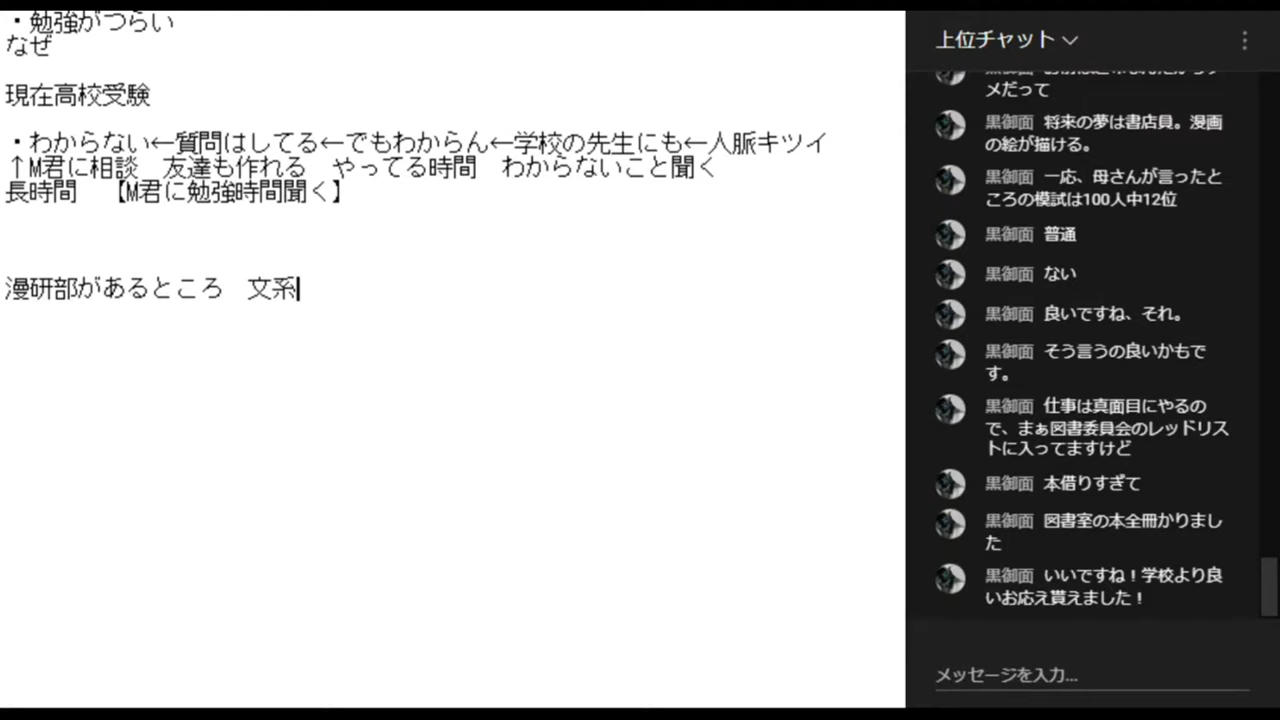 ・勉強がつらい
なぜ
現在高校受験
・わからない←質問はしてる←でもわからん←学校の先生にも←人脈キツイ
↑M君に相談　友達も作れる　やってる時間　わからないこと聞く
長時間　【M君に勉強時間聞く】
漫研部があるところ　文系
上位チャット
メだって
黒御面 将来の夢は書店員。漫画
の絵が描ける。
黒御面 一応、母さんが言ったと
ころの模試は100人中12位
黒御面 普通
黒御面 ない
黒御面 良いですね、それ。
黒御面 そう言うの良いかもで
す。
黒御面 仕事は真面目にやるの
で、まぁ図書委員会のレッドリス
トに入ってますけど
黒御面 本借りすぎて
黒御面 図書室の本全冊かりまし
た
黒御面 いいですね！学校より良
いお応え貰えました！
メッセージを入力...